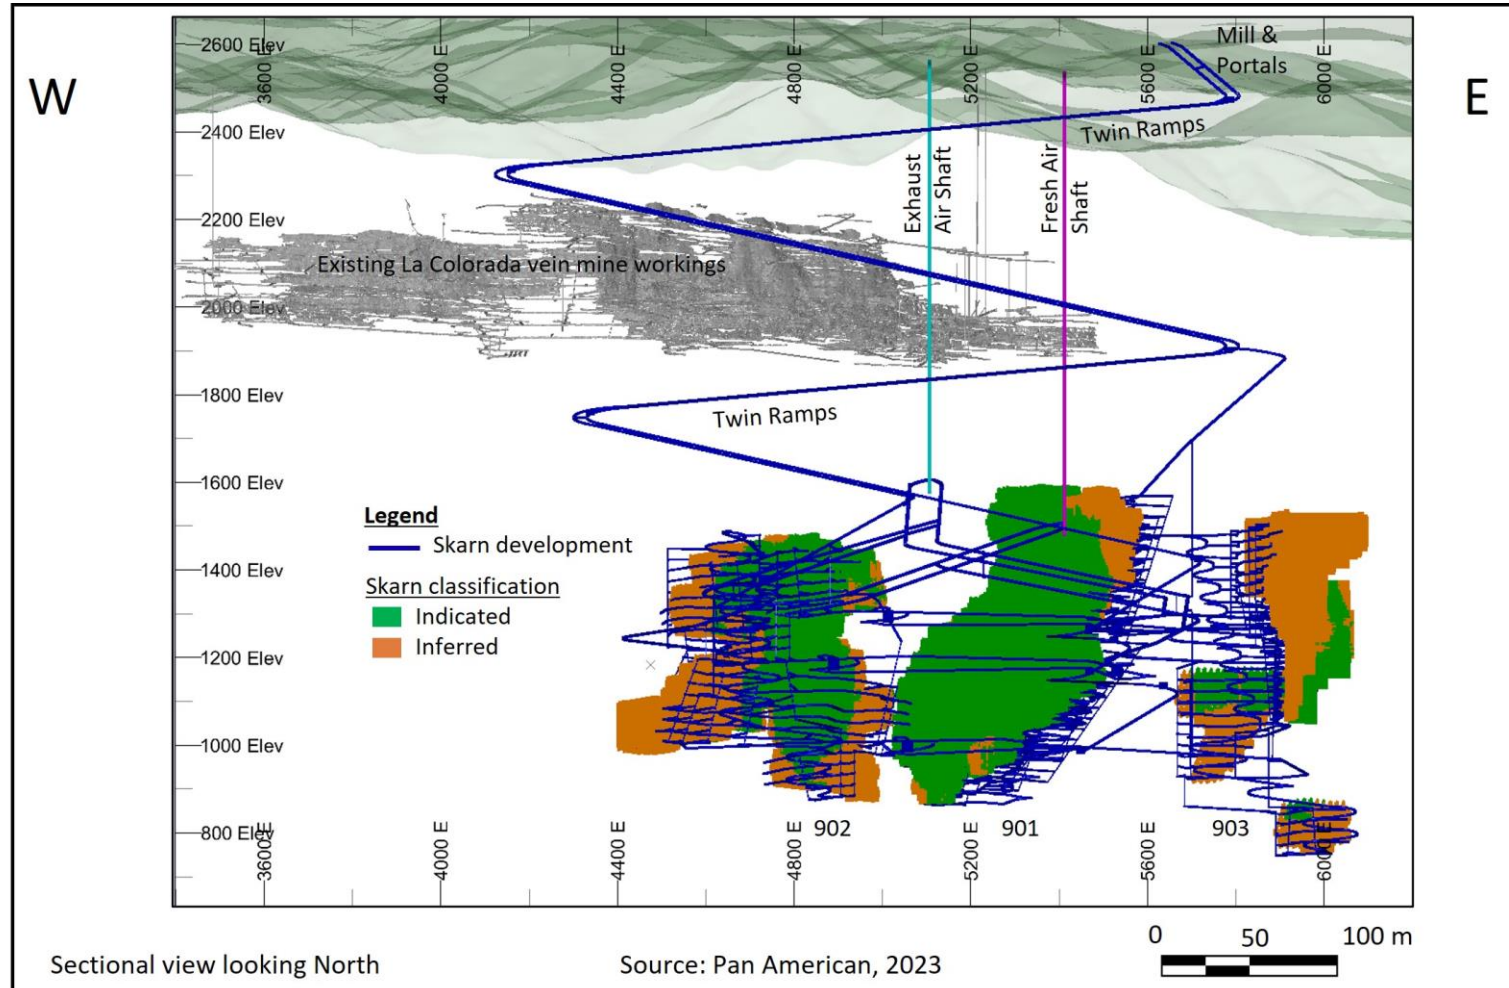 W
E
2600 Elev
2400 Elev
2200 Elev
2000 Elev
1800 Elev
1600 Elev
1400 Elev
1200 Elev
1000 Elev
800 Elev
3600 E
4000 E
4400 E
4800 E
5200 E
5600 E
6000 E
Mill &
Portals
Twin Ramps
Exhaust
Air Shaft
Fresh Air
Shaft
Existing La Colorada vein mine workings
Twin Ramps
Legend
Skarn development
Skarn classification
Indicated
Inferred
902
901
903
3600 E
4000 E
4400 E
4800 E
5200 E
5600 E
6000 E
0
50
100 m
Sectional view looking North
Source: Pan American, 2023